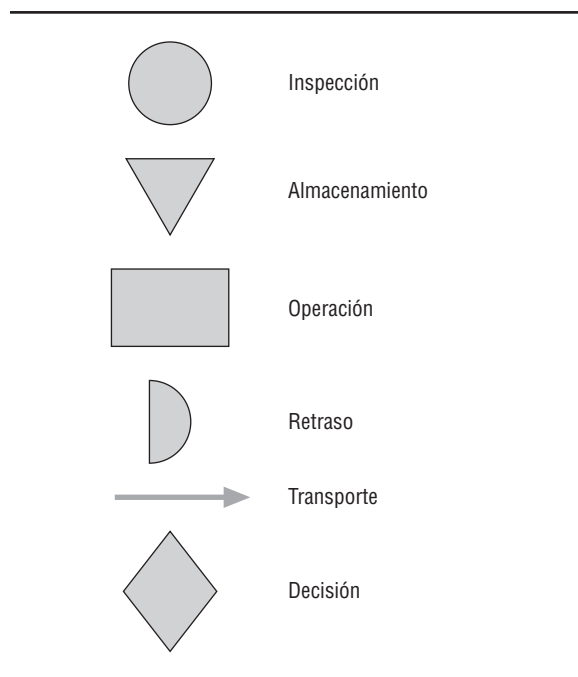 Inspección
Almacenamiento
Operación
Retraso
Transporte
Decisión